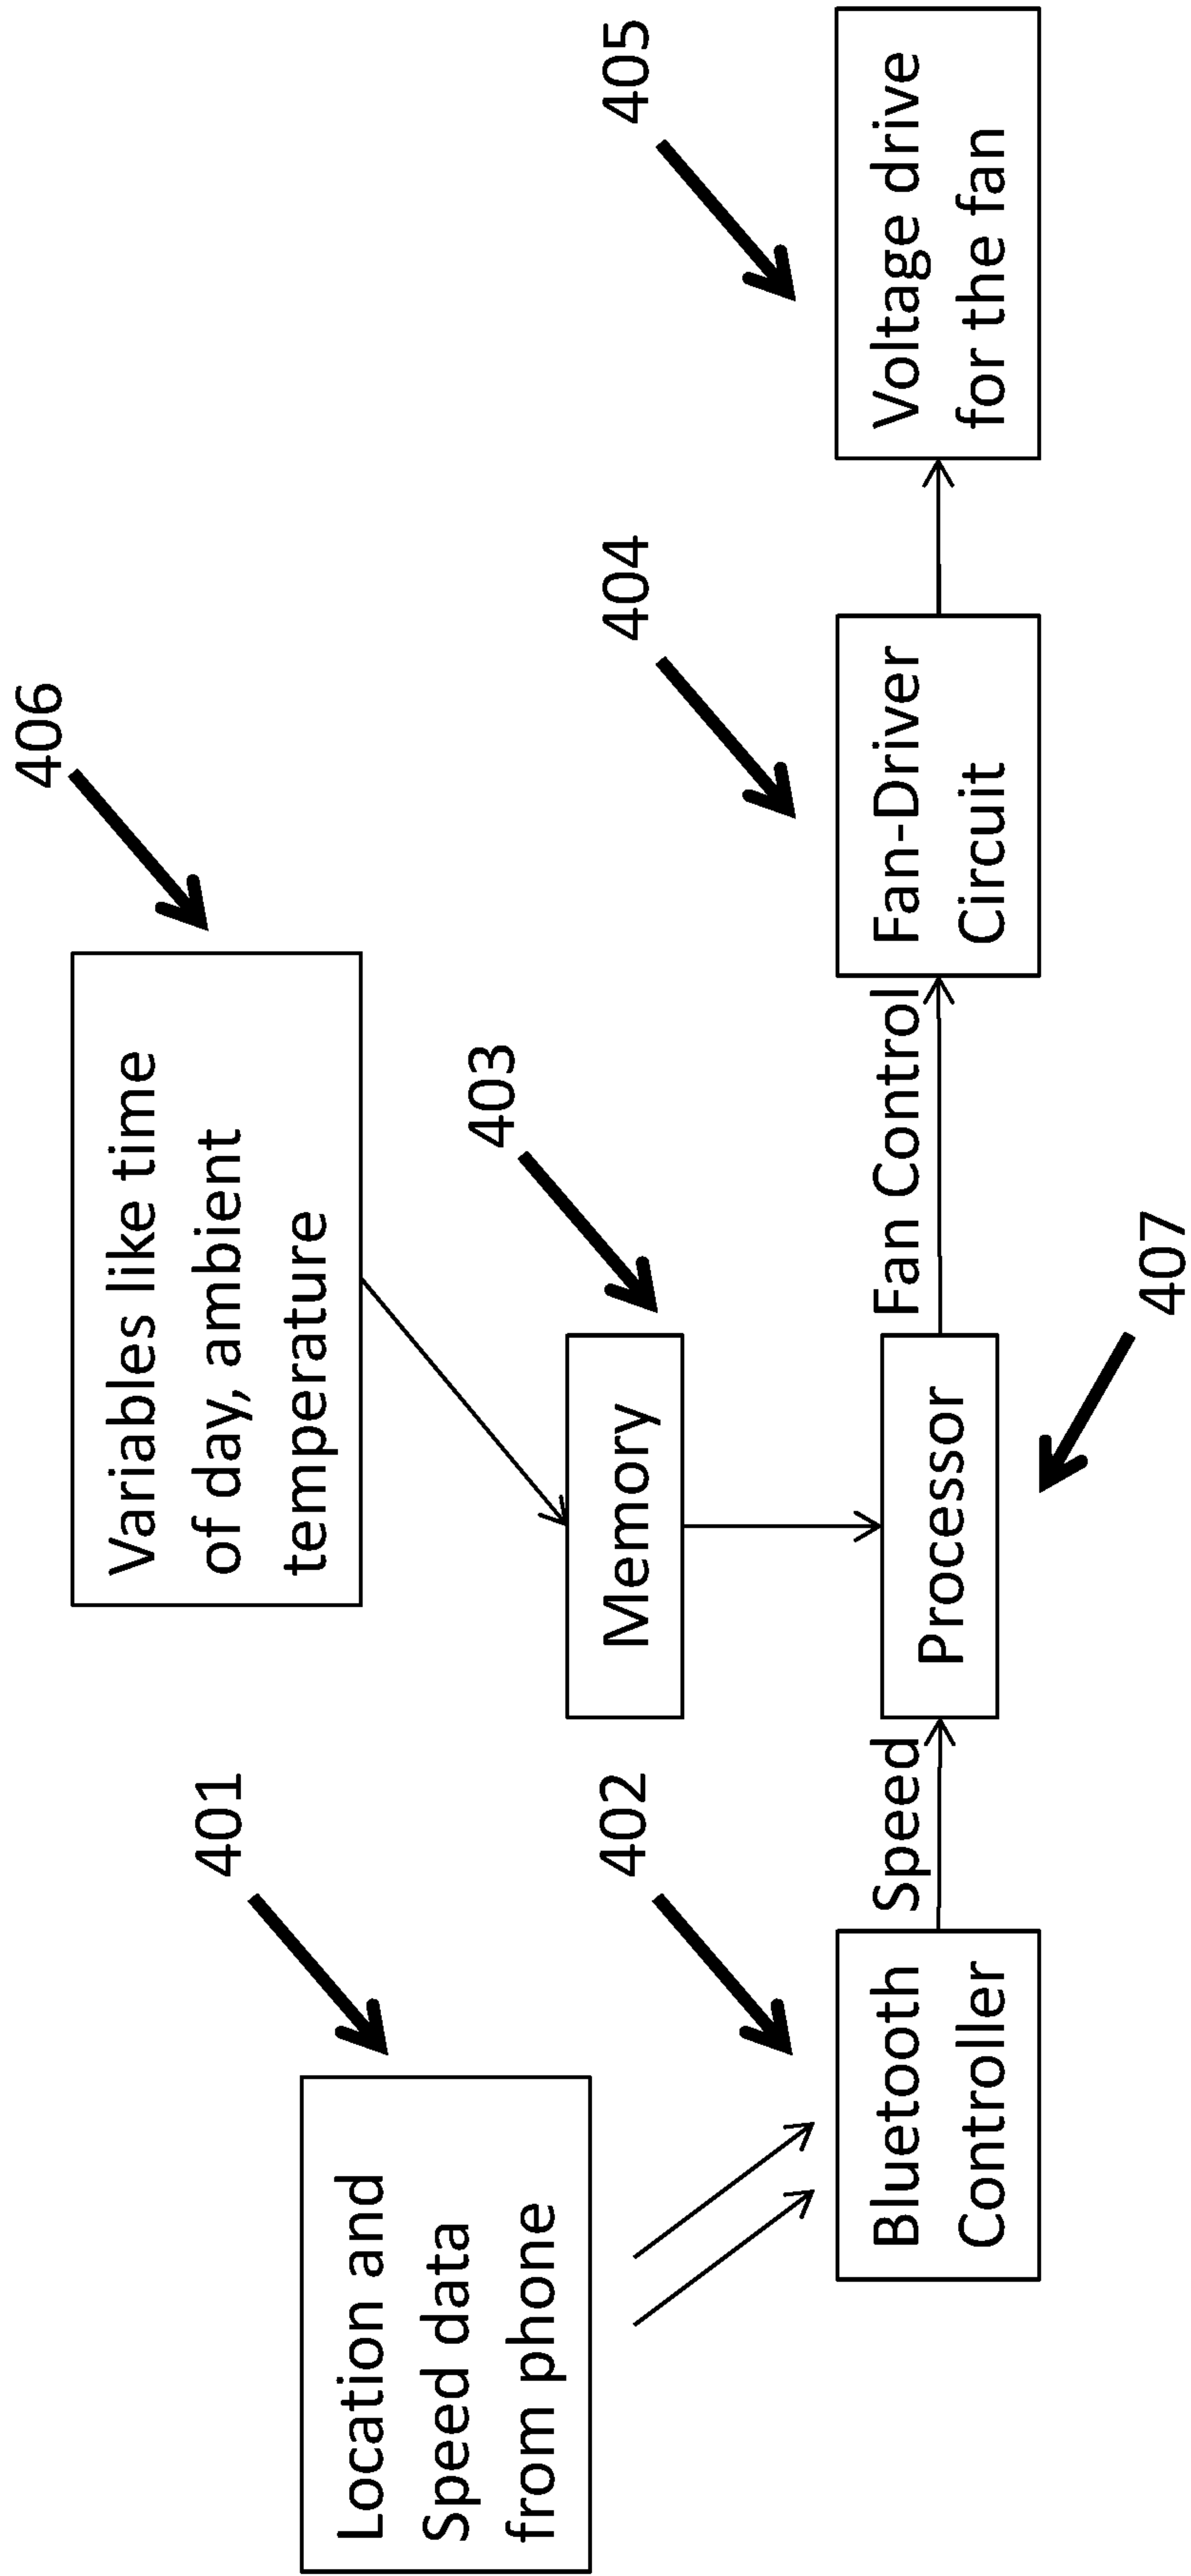 406
Variables like time
of day, ambient
temperature
401
Location and
Speed data
from phone
403
Memory
402
Bluetooth
Controller
Speed
Processor
407
Fan Control
404
Fan-Driver
Circuit
405
Voltage drive
for the fan